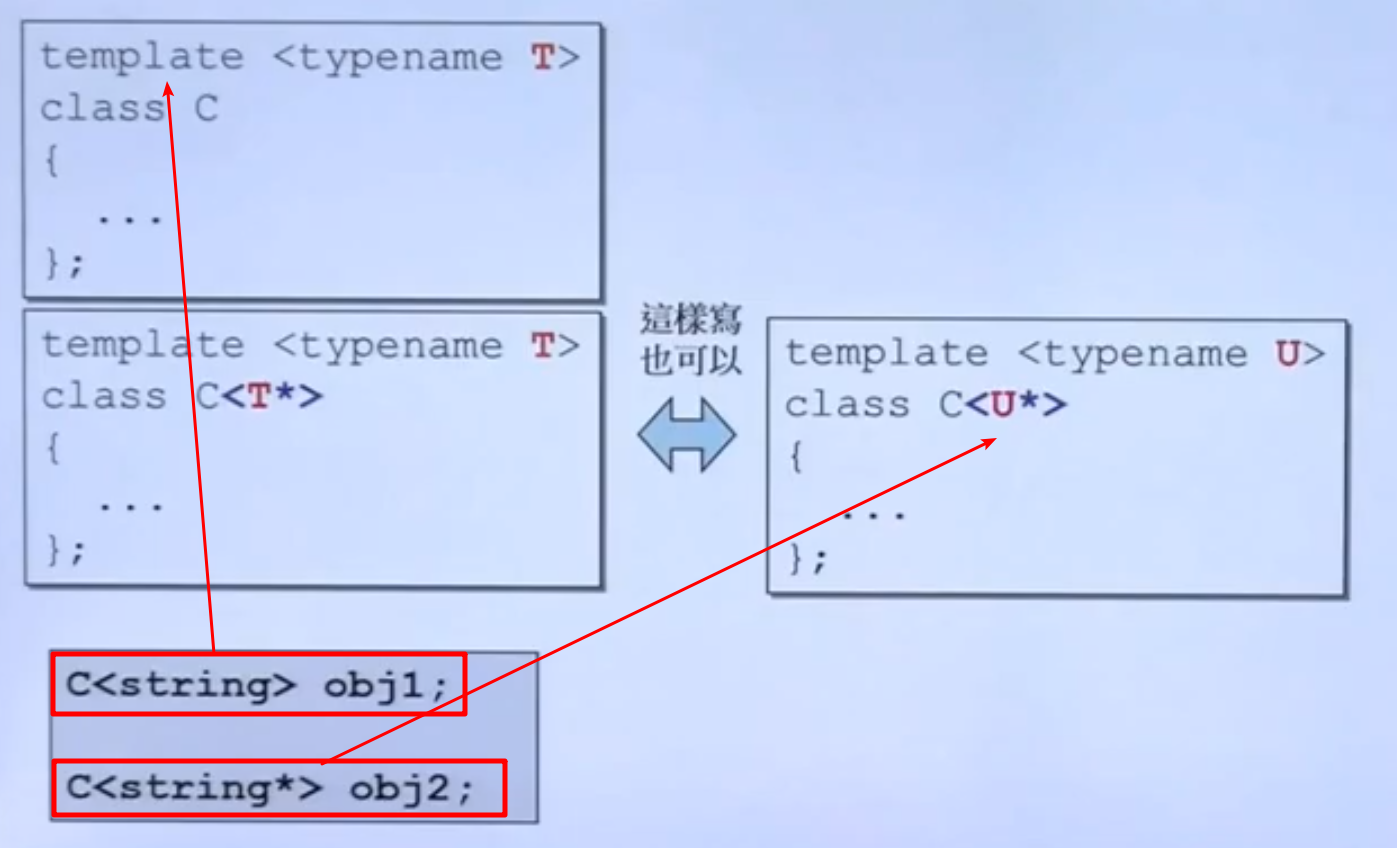 template <typename T>
class C
{
...
};
template <typename T>
class C<T*>
{
...
};
這樣寫
也可以
template <typename U>
class C<U*>
{
...
};
C<string> obj1;
C<string*> obj2;